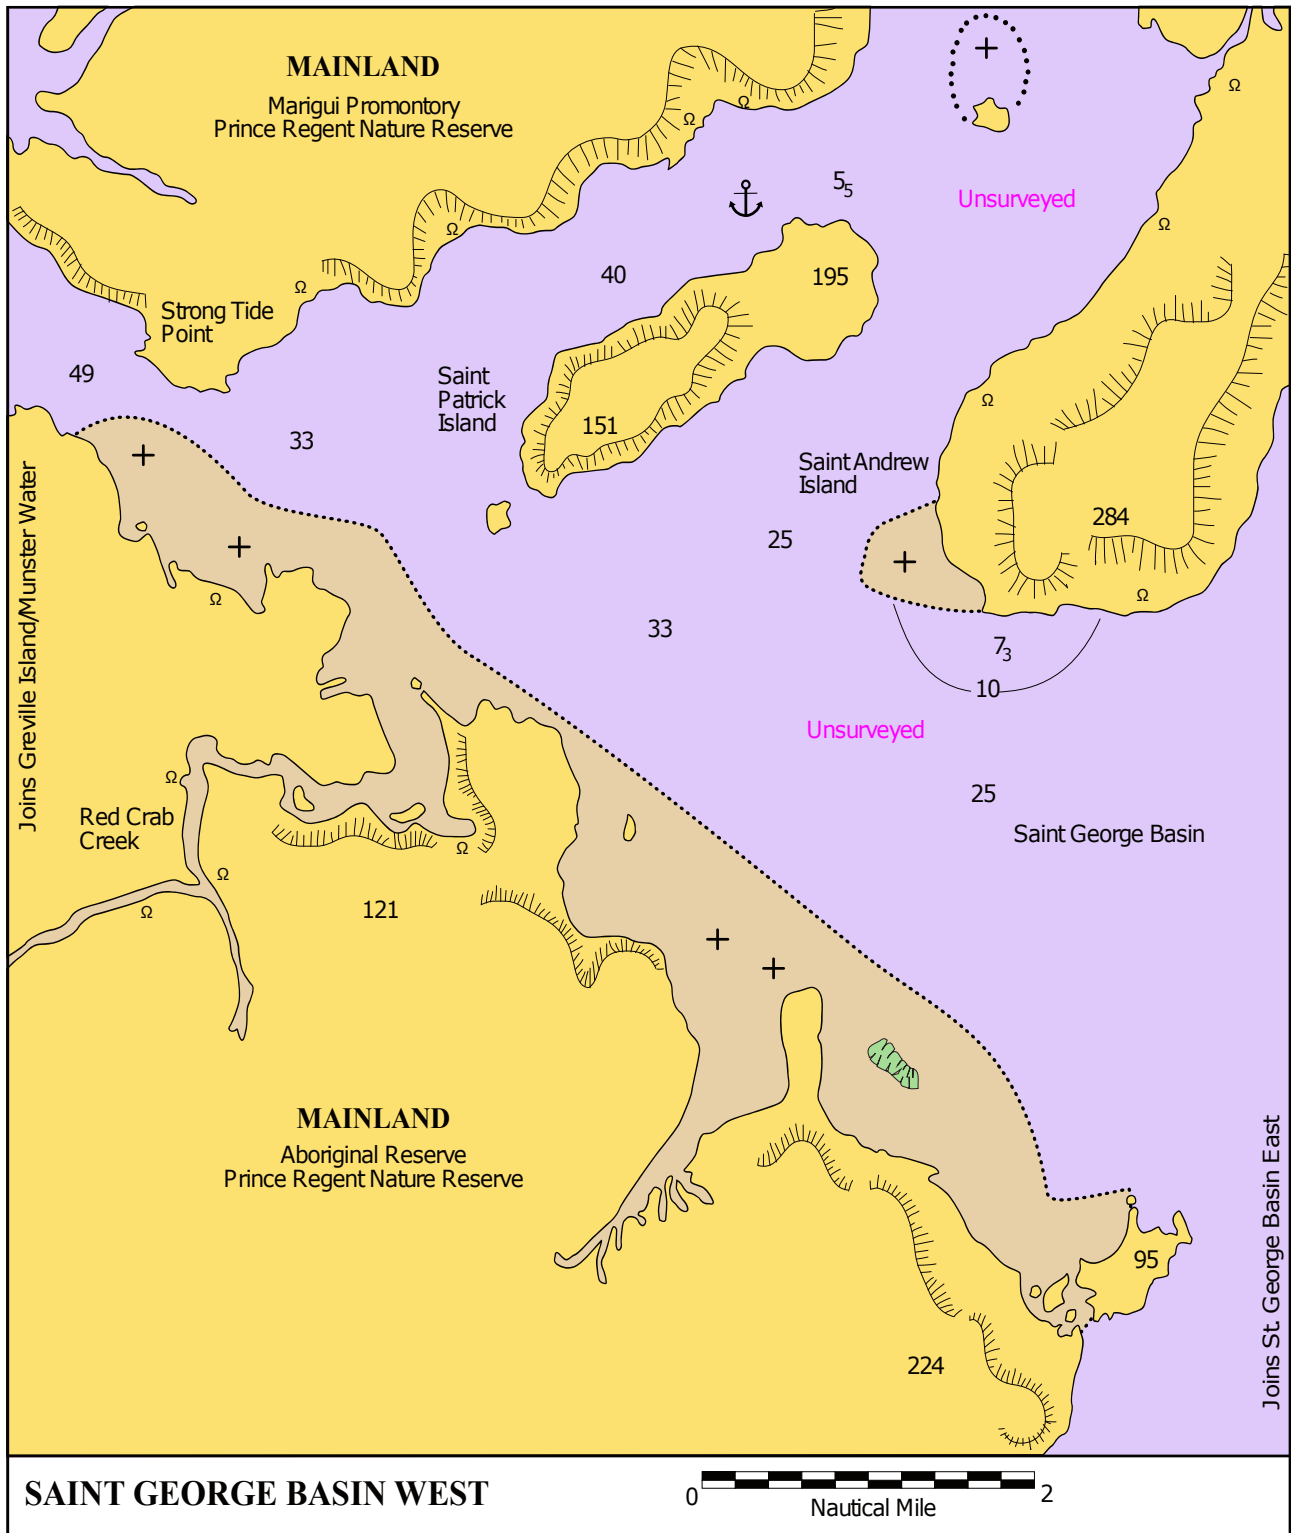 MAINLAND
Marigui Promontory
Prince Regent Nature Reserve
5₅
Unsurveyed
40
195
Strong Tide
Point
49
Saint
Patrick
Island
151
33
Saint Andrew
Island
284
25
33
7₃
10
Unsurveyed
25
Saint George Basin
Joins Greville Island/Munster Water
Red Crab
Creek
121
MAINLAND
Aboriginal Reserve
Prince Regent Nature Reserve
95
224
Joins St. George Basin East
SAINT GEORGE BASIN WEST
0
2
Nautical Mile